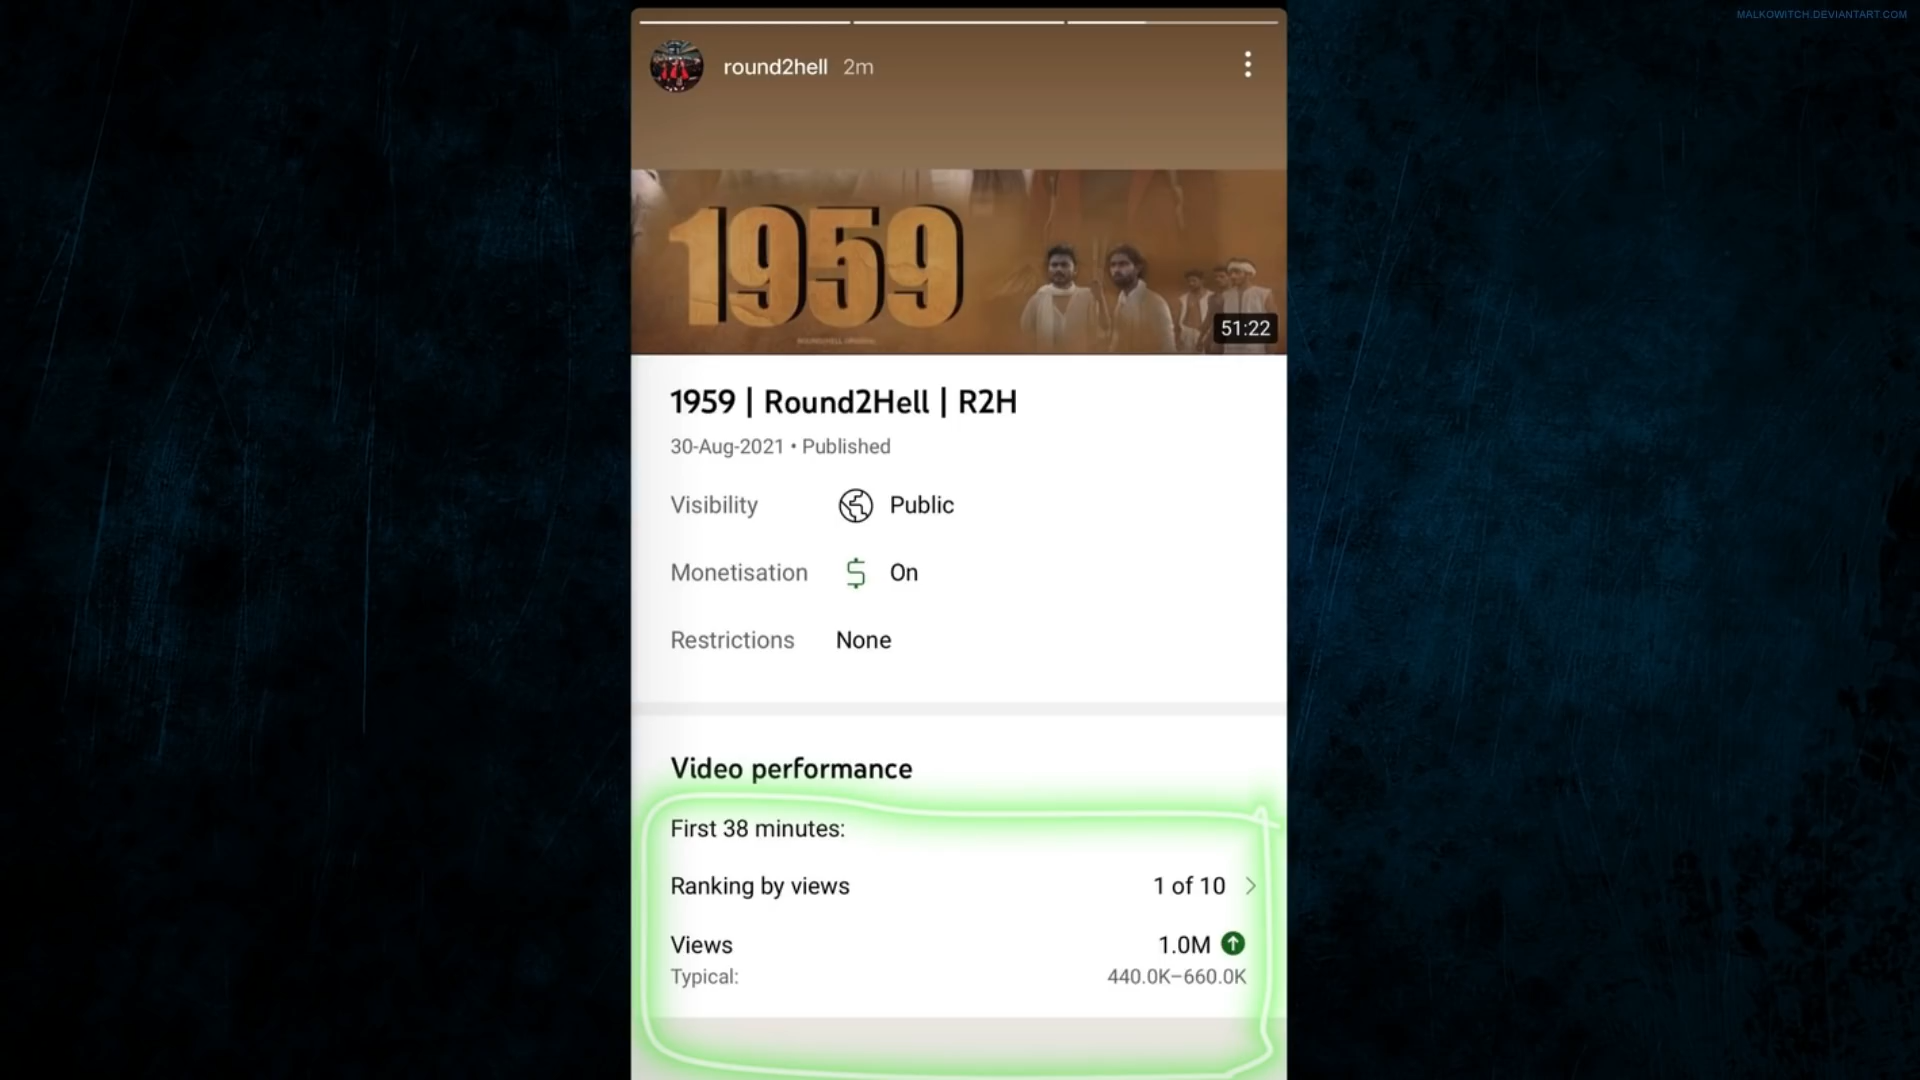 MALKOWITCH.DEVIANTART.COM
round2hell 2m
1959
51:22
1959 | Round2Hell | R2H
30-Aug-2021 • Published
Visibility Public
Monetisation $ On
Restrictions None
Video performance
First 38 minutes:
Ranking by views 1 of 10
Views 1.0M
Typical: 440.0K–660.0K